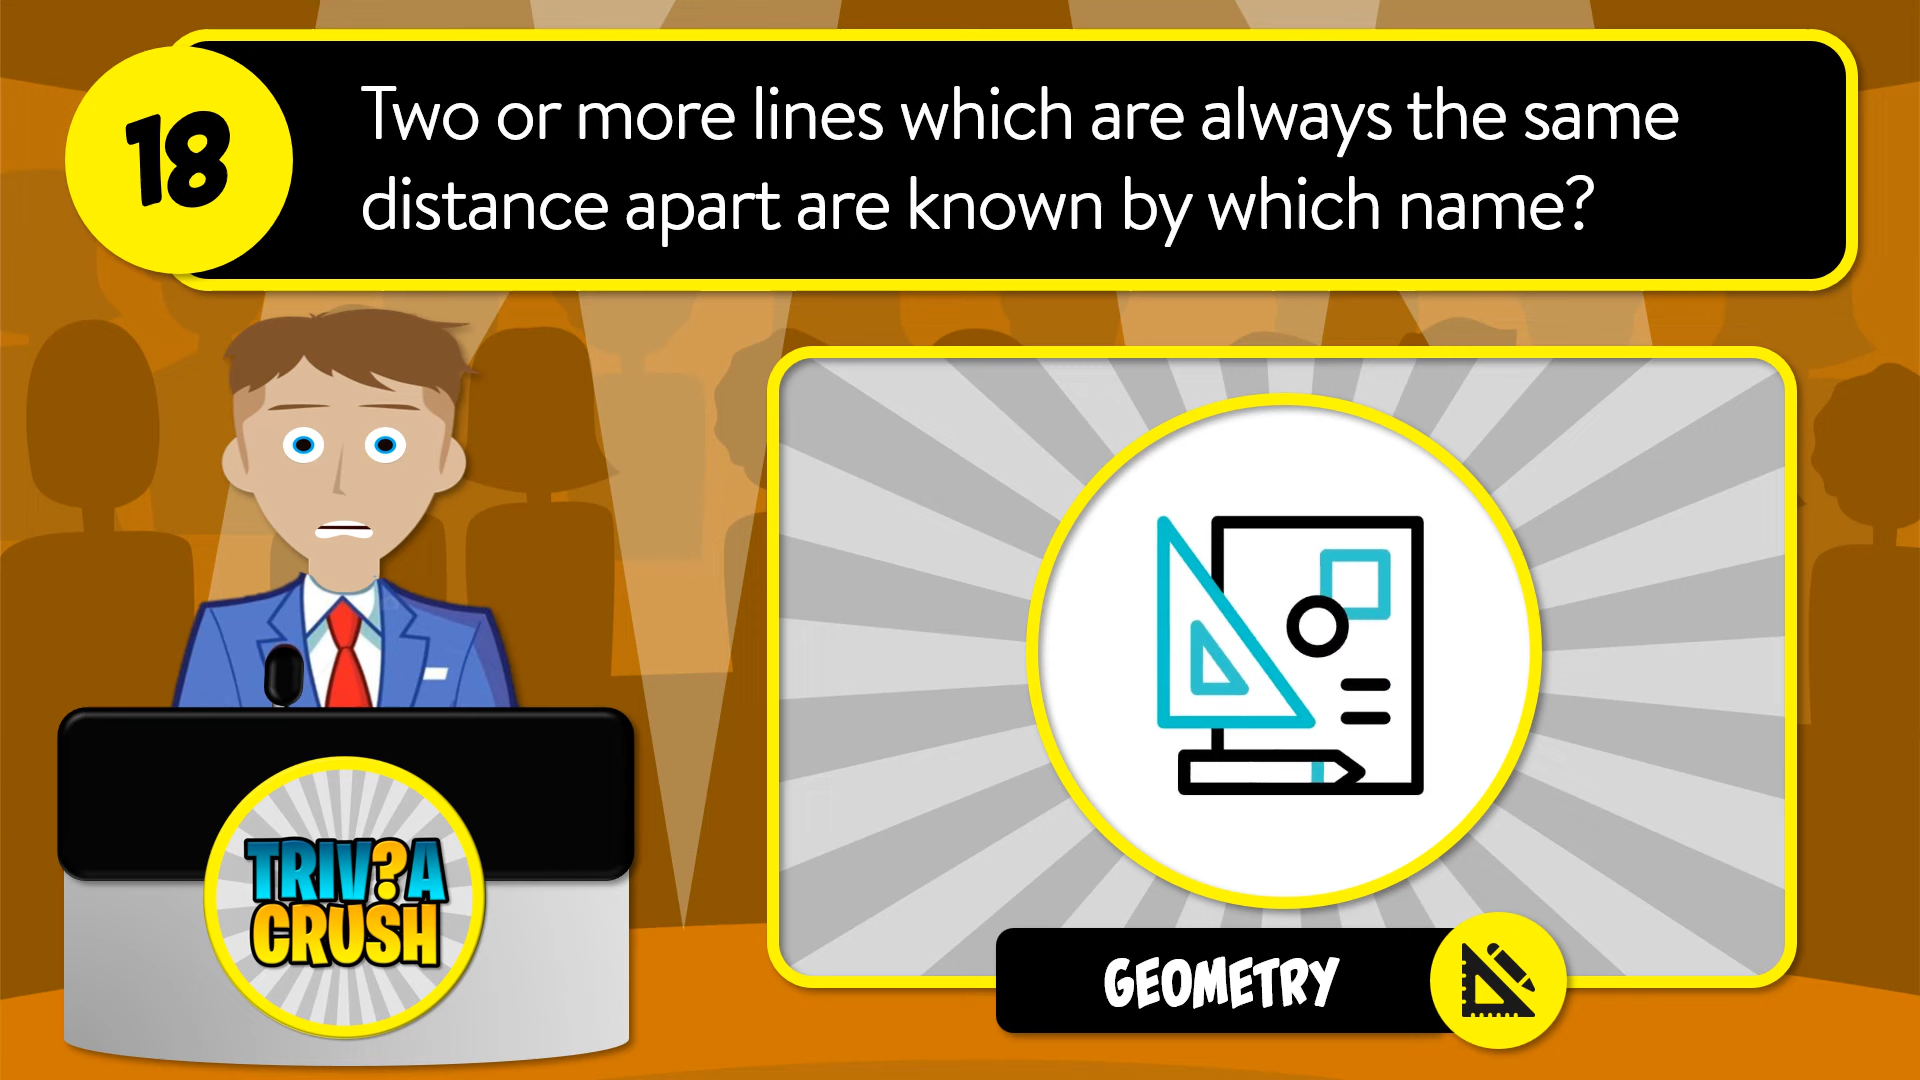 18
Two or more lines which are always the same
distance apart are known by which name?
TRIV?A
CRUSH
GEOMETRY